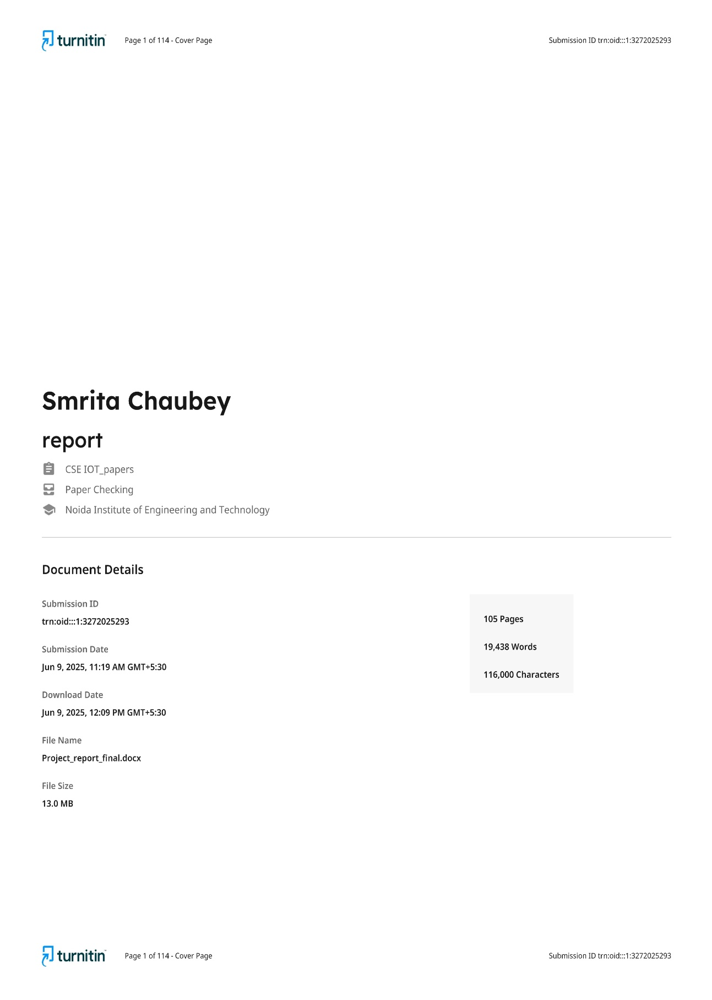 turnitin Page 1 of 114 - Cover Page Submission ID trn:oid:::1:3272025293
Smrita Chaubey
report
CSE IOT_papers
Paper Checking
Noida Institute of Engineering and Technology
Document Details
Submission ID
trn:oid:::1:3272025293
Submission Date
Jun 9, 2025, 11:19 AM GMT+5:30
Download Date
Jun 9, 2025, 12:09 PM GMT+5:30
File Name
Project_report_final.docx
File Size
13.0 MB
105 Pages
19,438 Words
116,000 Characters
turnitin Page 1 of 114 - Cover Page Submission ID trn:oid:::1:3272025293